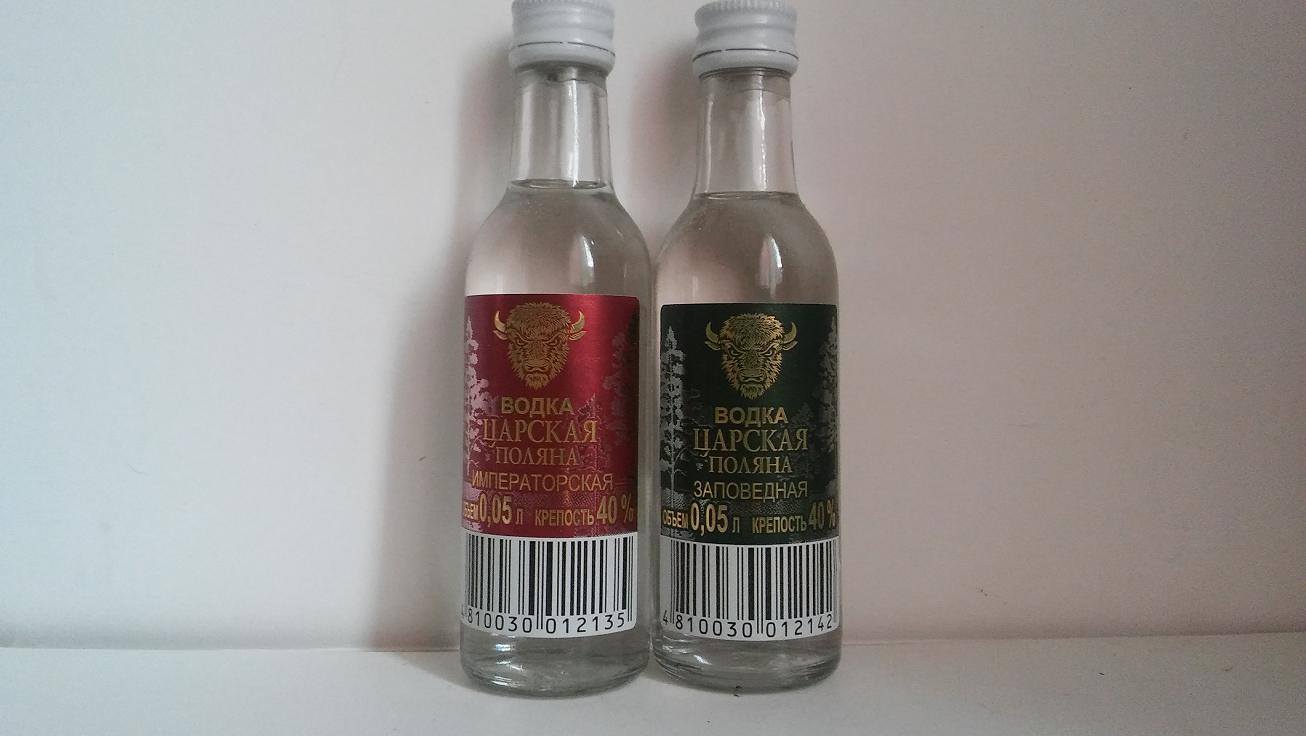 ВОДКА
ЦАРСКАЯ
ПОЛЯНА
ИМПЕРАТОРСКАЯ
ОБЪЕМ 0,05 Л КРЕПОСТЬ 40 %
4 810030 012135
ВОДКА
ЦАРСКАЯ
ПОЛЯНА
ЗАПОВЕДНАЯ
ОБЪЕМ 0,05 Л КРЕПОСТЬ 40 %
4 810030 012142